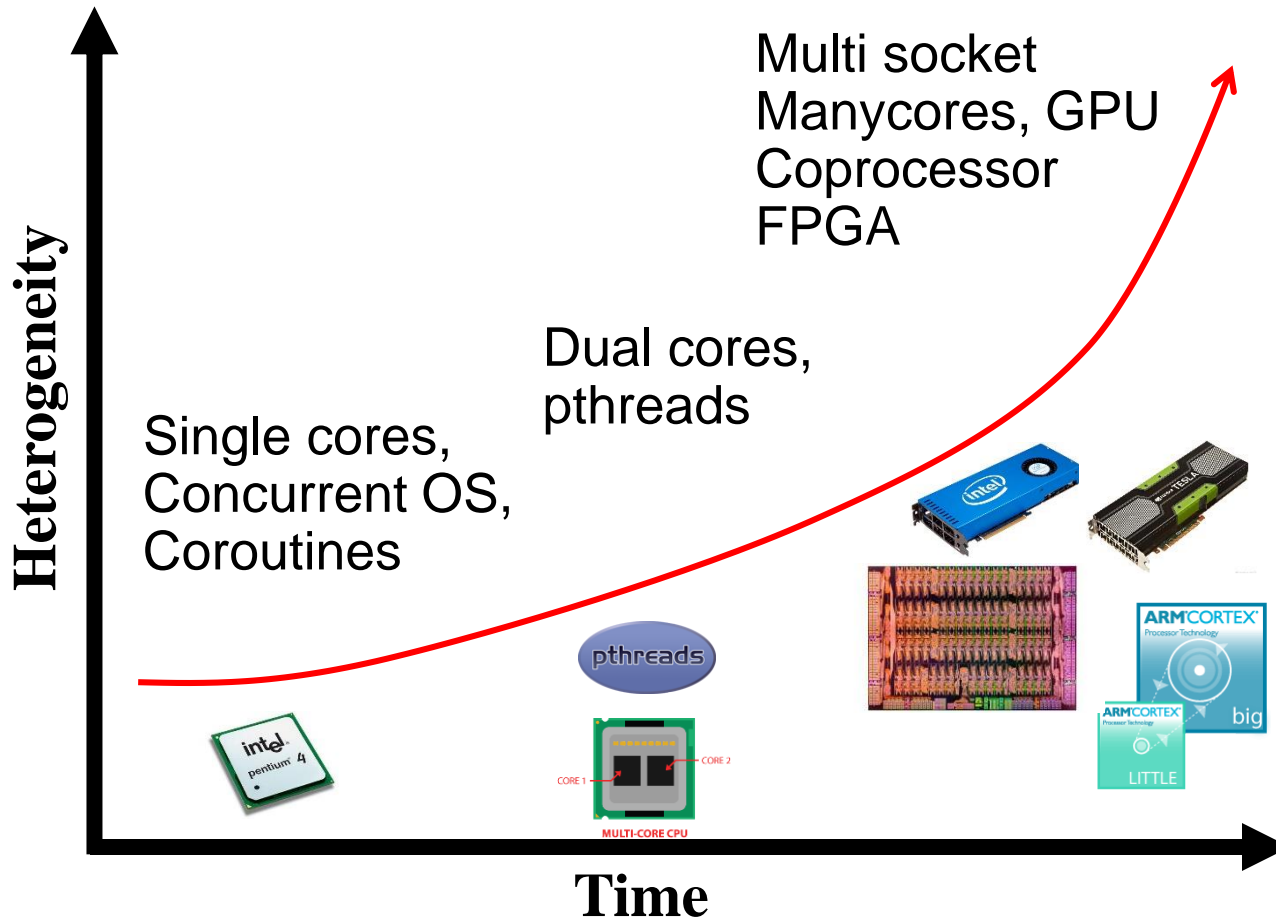 Multi socket
Manycores, GPU
Coprocessor
FPGA
Dual cores,
pthreads
Single cores,
Concurrent OS,
Coroutines
Heterogeneity
intel
TESLA
pthreads
ARM'CORTEX
Processor Technology
big
ARM'CORTEX
Processor Technology
LITTLE
intel
pentium 4
CORE 1
CORE 2
MULTI-CORE CPU
Time